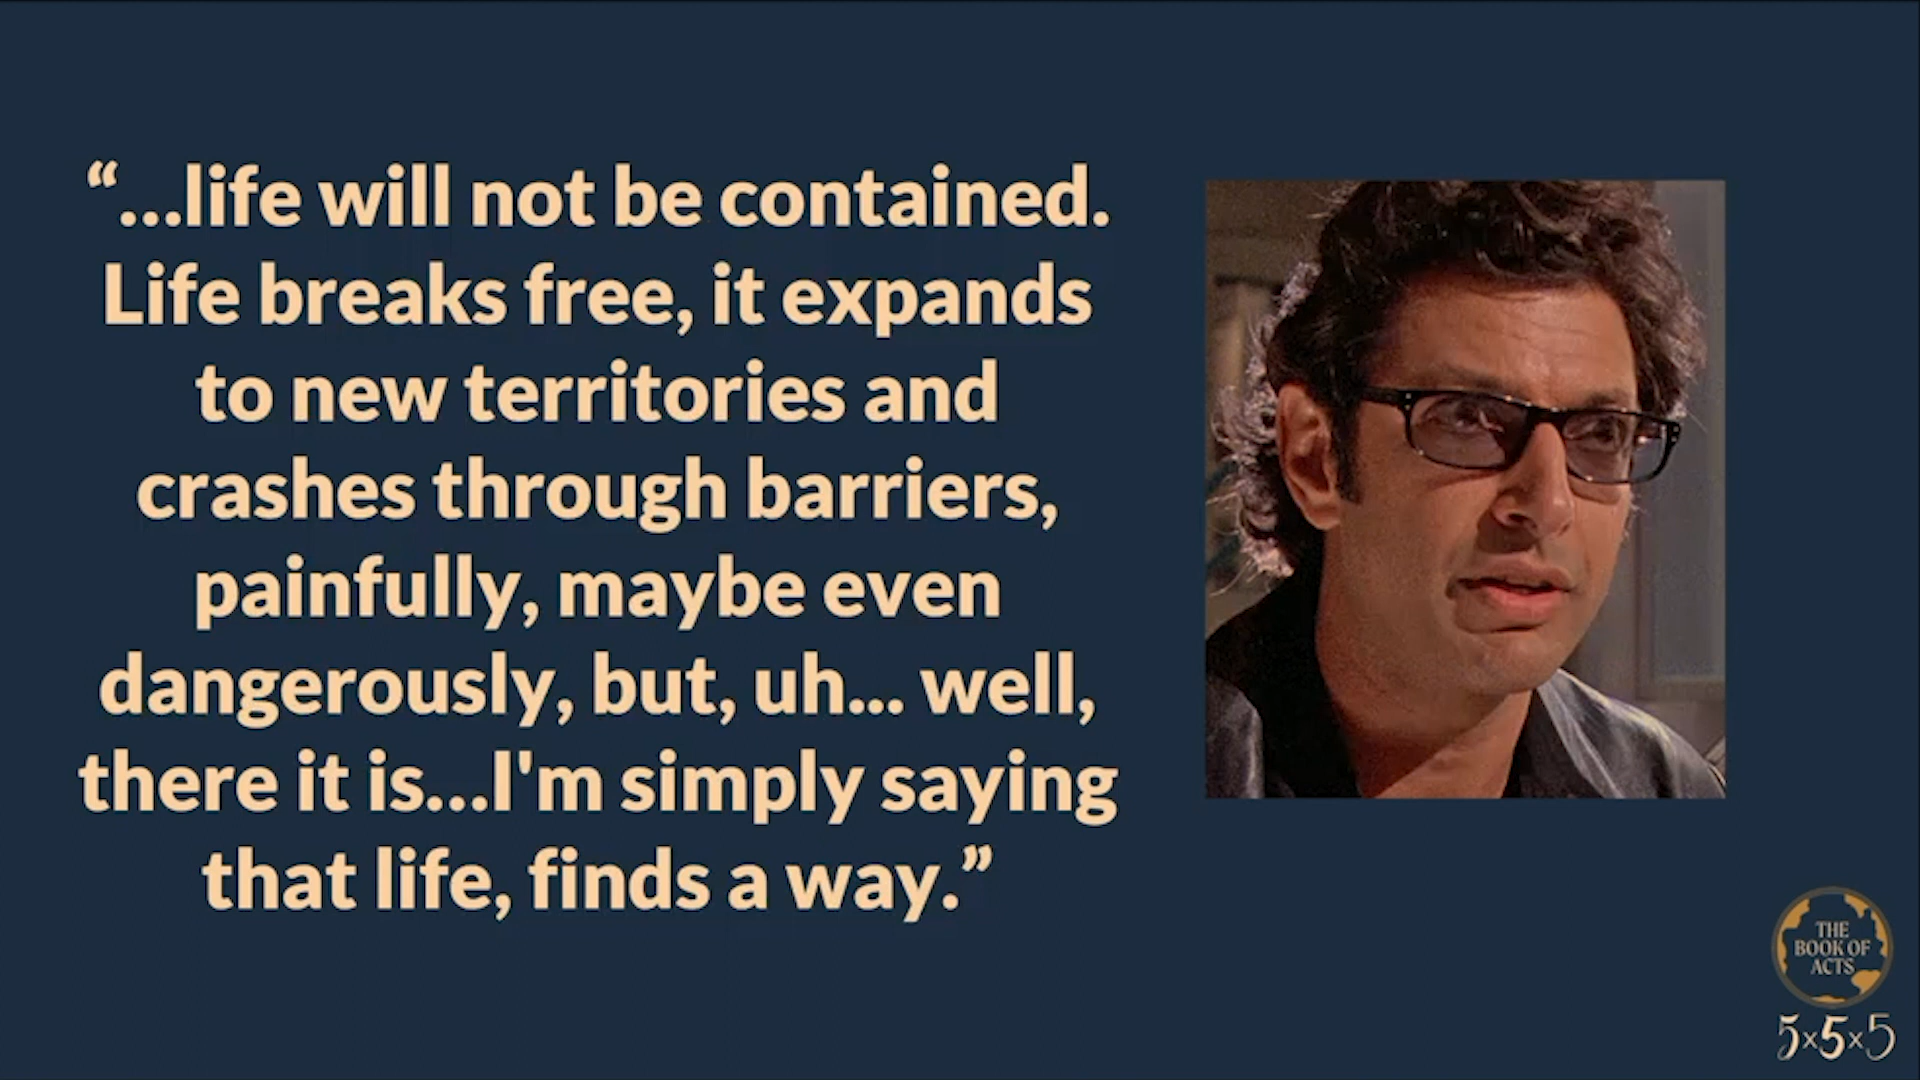 “...life will not be contained.
Life breaks free, it expands
to new territories and
crashes through barriers,
painfully, maybe even
dangerously, but, uh... well,
there it is...I'm simply saying
that life, finds a way.”
THE
BOOK OF
ACTS
5×5×5